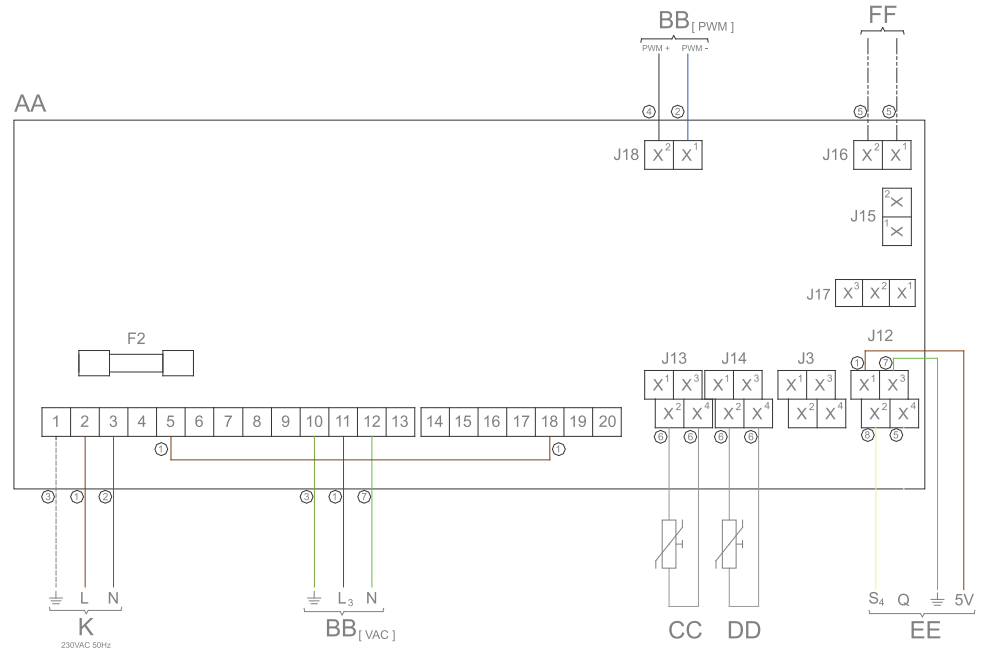 BB[ PWM ] FF
PWM + PWM -
AA
4 2 5 5
J18 X2 X1 J16 X2 X1
2 X
J15
1 X
J17 X3 X2 X1
F2 J12
J13 J14 J3 1 7
X1 X3 X1 X3 X1 X3 X1 X3
1 2 3 4 5 6 7 8 9 10 11 12 13 14 15 16 17 18 19 20 X2 X4 X2 X4 X2 X4 X2 X4
1 1 6 6 6 6 8 5
3 1 2 3 1 7
L N L3 N S4 Q 5V
K BB[ VAC ] CC DD EE
230VAC 50Hz